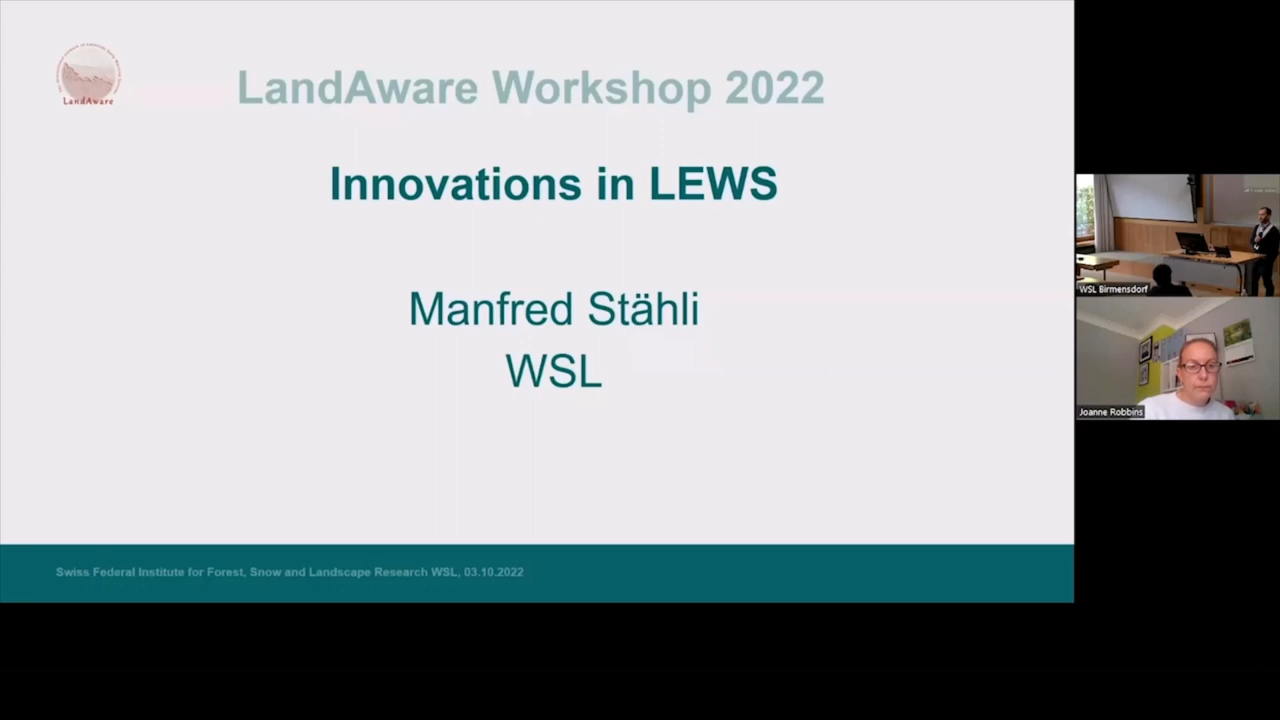 LandAware
LandAware Workshop 2022
Innovations in LEWS
Manfred Stähli
WSL
Swiss Federal Institute for Forest, Snow and Landscape Research WSL, 03.10.2022
WSL Birmensdorf
Joanne Robbins